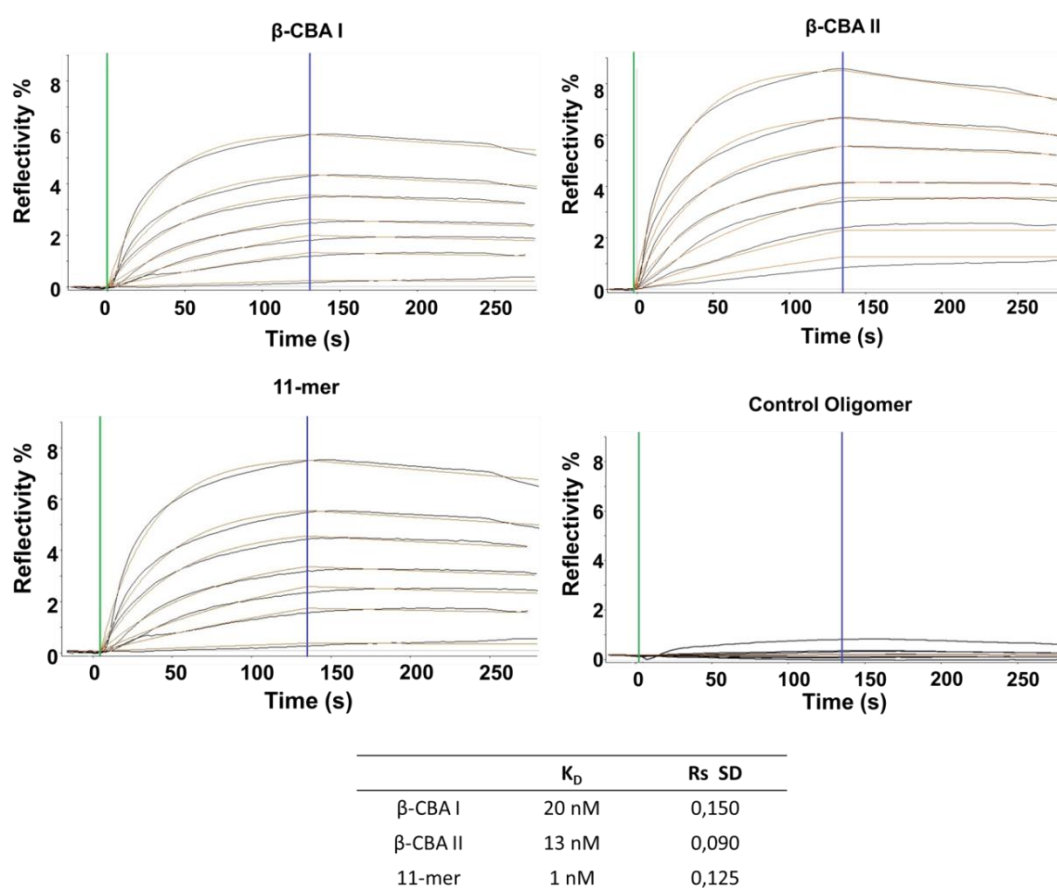 β-CBA I
Reflectivity %
8
6
4
2
0
0 50 100 150 200 250
Time (s)
β-CBA II
Reflectivity %
8
6
4
2
0
0 50 100 150 200 250
Time (s)
11-mer
Reflectivity %
8
6
4
2
0
0 50 100 150 200 250
Time (s)
Control Oligomer
Reflectivity %
8
6
4
2
0
0 50 100 150 200 250
Time (s)
K_D Rs SD
β-CBA I 20 nM 0,150
β-CBA II 13 nM 0,090
11-mer 1 nM 0,125